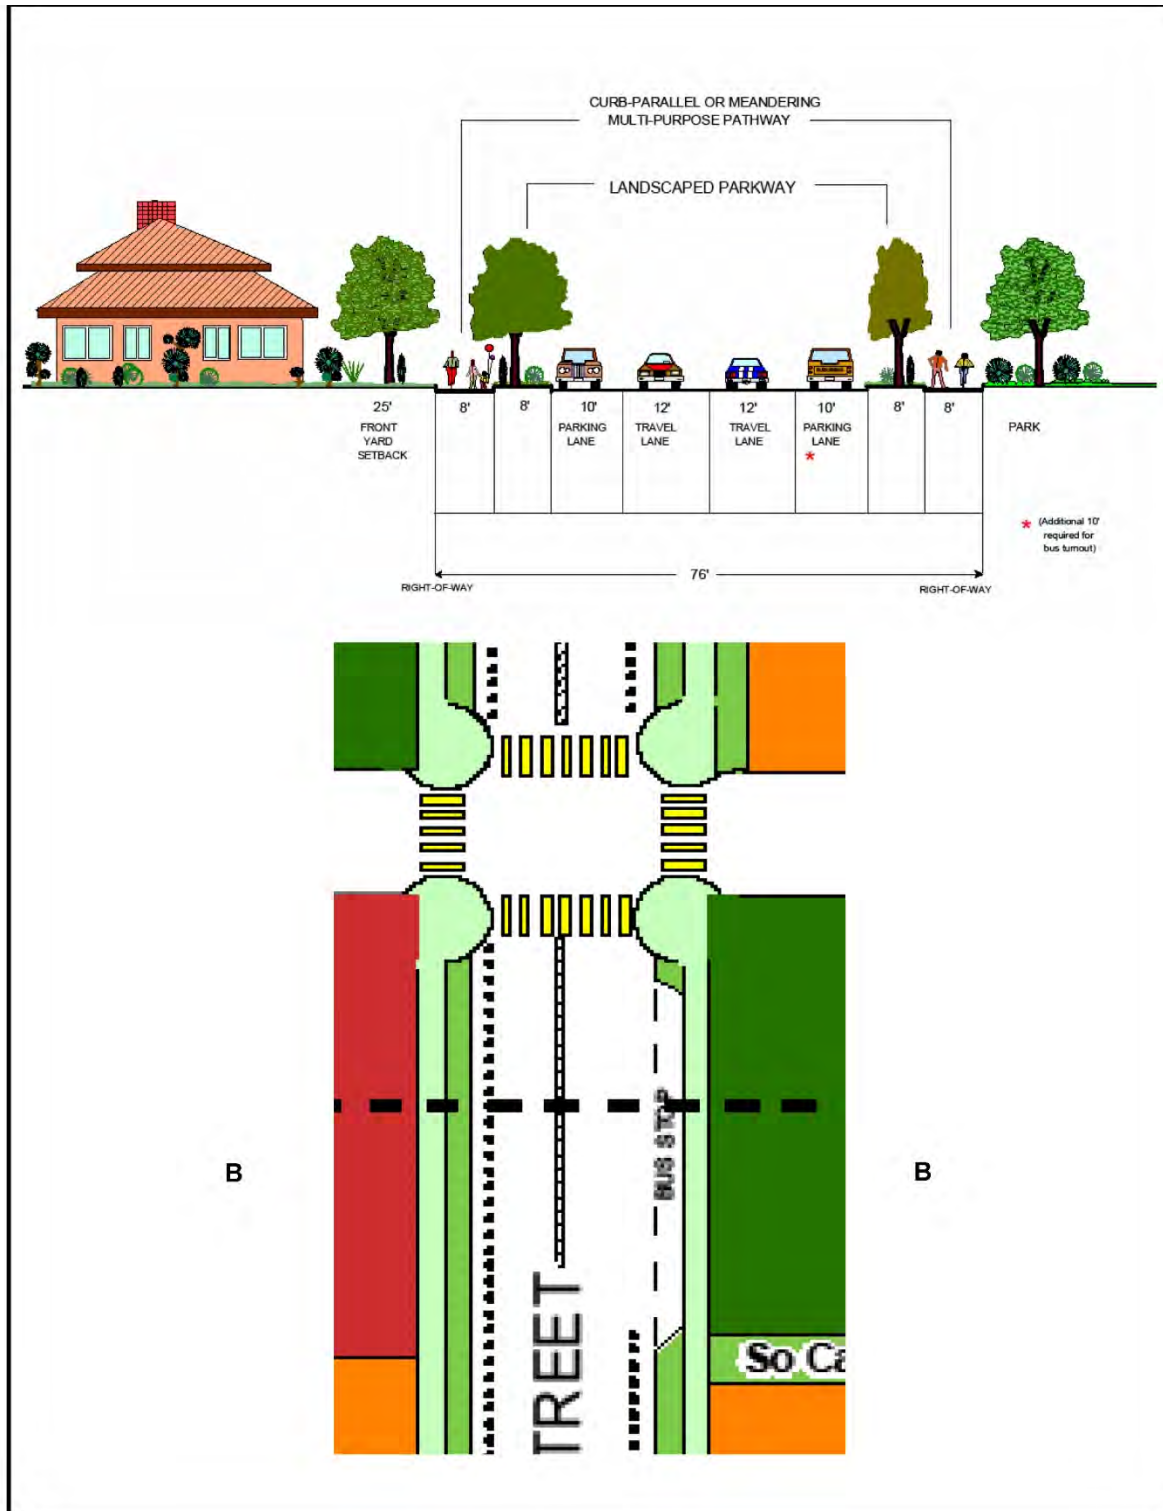 CURB-PARALLEL OR MEANDERING
MULTI-PURPOSE PATHWAY
LANDSCAPED PARKWAY
25' 8' 8' 10' 12' 12' 10' 8' 8'
FRONT
YARD
SETBACK
PARKING
LANE
TRAVEL
LANE
TRAVEL
LANE
PARKING
LANE
*
PARK
* (Additional 10'
required for
bus turnout)
76'
RIGHT-OF-WAY
RIGHT-OF-WAY
BUS STOP
B
B
TREET
So Ca